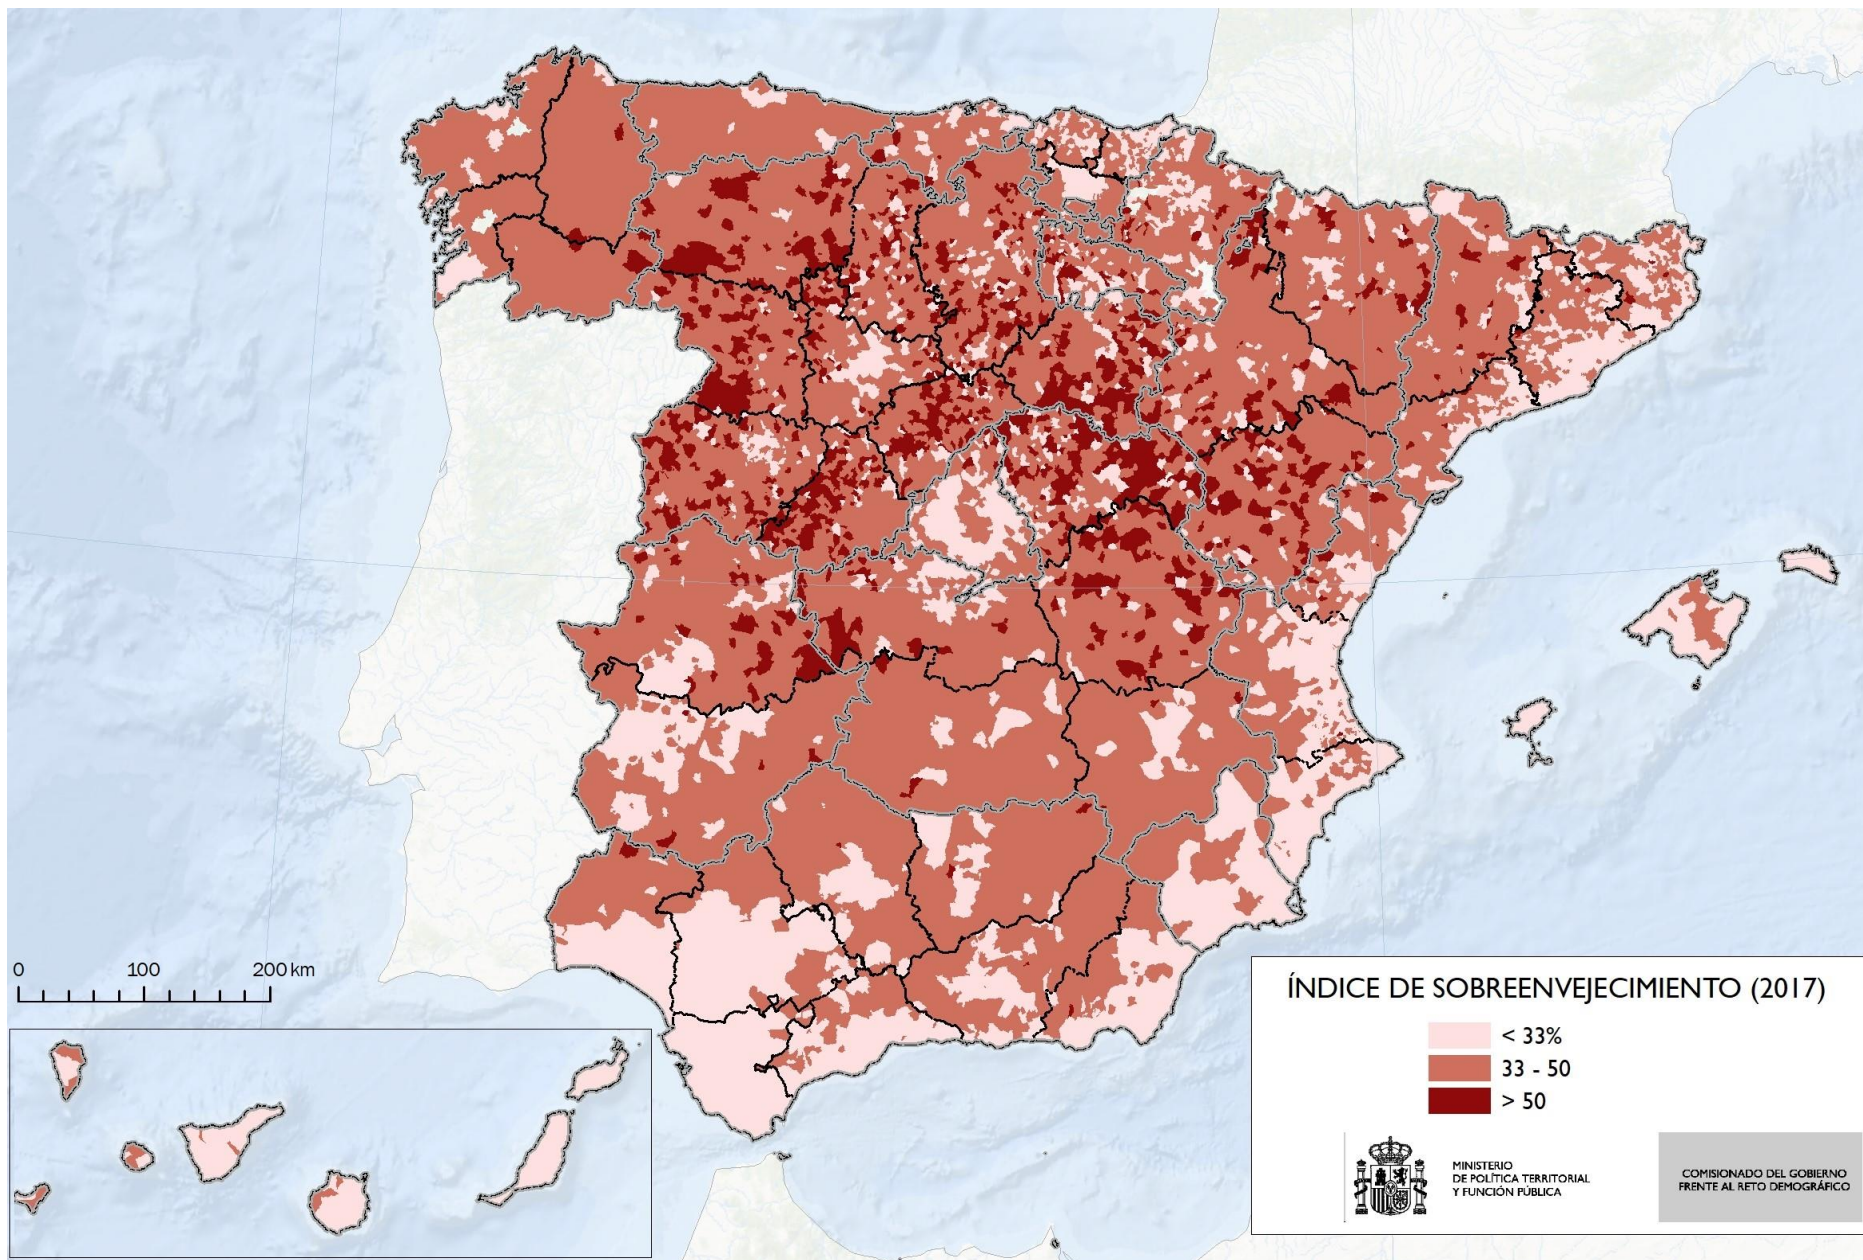 0 100 200 km
ÍNDICE DE SOBREENVEJECIMIENTO (2017)
< 33%
33 - 50
> 50
MINISTERIO
DE POLÍTICA TERRITORIAL
Y FUNCIÓN PÚBLICA
COMISIONADO DEL GOBIERNO
FRENTE AL RETO DEMOGRÁFICO